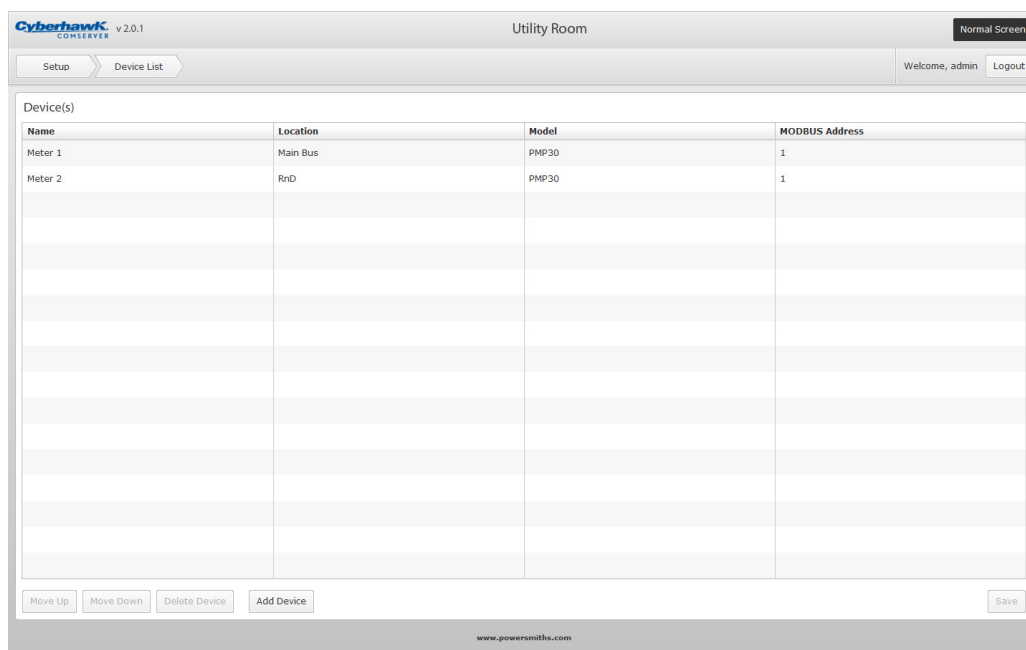 Cyberhawk. v 2.0.1 Utility Room Normal Screen
COMSERVER
Setup Device List Welcome, admin Logout
Device(s)
Name Location Model MODBUS Address
Meter 1 Main Bus PMP30 1
Meter 2 RnD PMP30 1
Move Up Move Down Delete Device Add Device Save
www.powersmiths.com